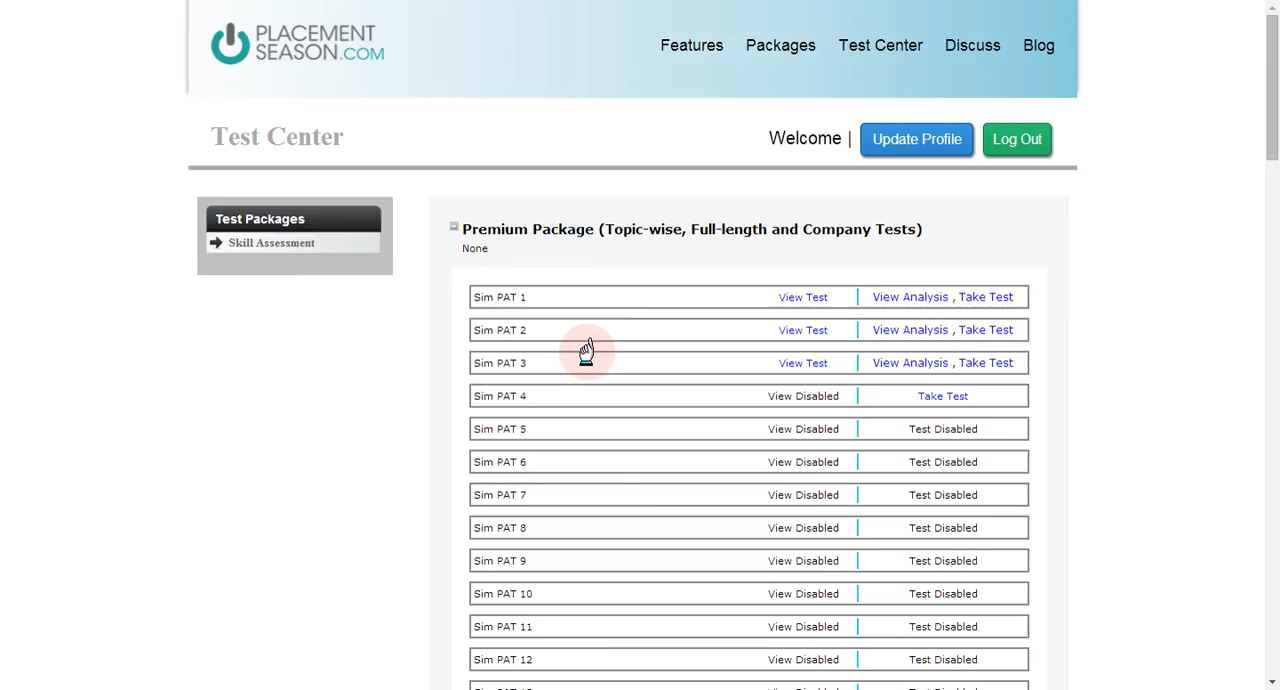 PLACEMENT
SEASON.COM
Features Packages Test Center Discuss Blog
Test Center
Welcome | Update Profile Log Out
Test Packages
Skill Assessment
Premium Package (Topic-wise, Full-length and Company Tests)
None
Sim PAT 1 View Test View Analysis , Take Test
Sim PAT 2 View Test View Analysis , Take Test
Sim PAT 3 View Test View Analysis , Take Test
Sim PAT 4 View Disabled Take Test
Sim PAT 5 View Disabled Test Disabled
Sim PAT 6 View Disabled Test Disabled
Sim PAT 7 View Disabled Test Disabled
Sim PAT 8 View Disabled Test Disabled
Sim PAT 9 View Disabled Test Disabled
Sim PAT 10 View Disabled Test Disabled
Sim PAT 11 View Disabled Test Disabled
Sim PAT 12 View Disabled Test Disabled